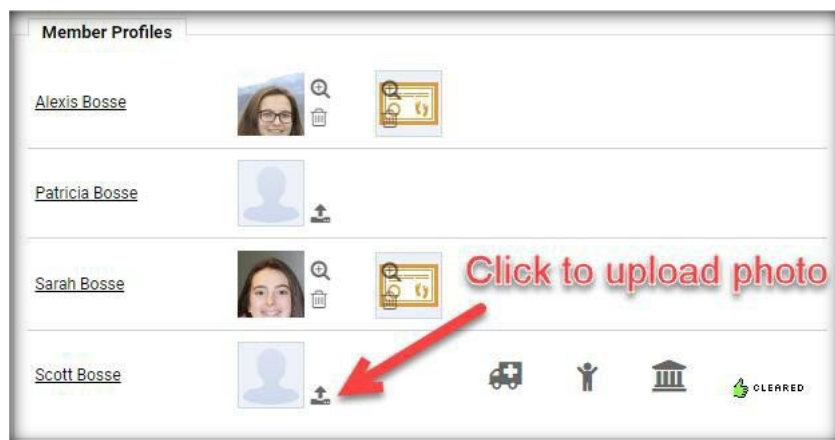 Member Profiles
Alexis Bosse
Patricia Bosse
Sarah Bosse
Click to upload photo
Scott Bosse
CLEARED